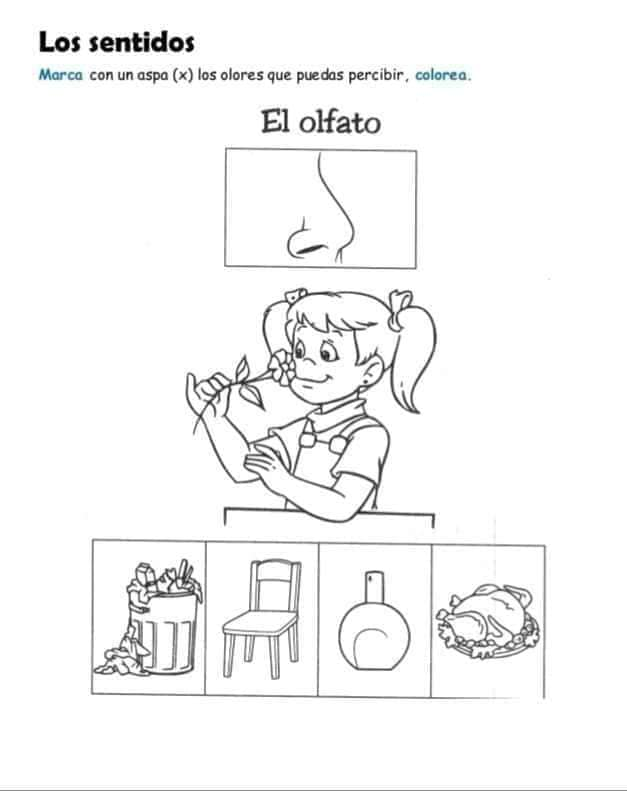 Los sentidos
Marca con un aspa (x) los olores que puedas percibir, colorea.
El olfato